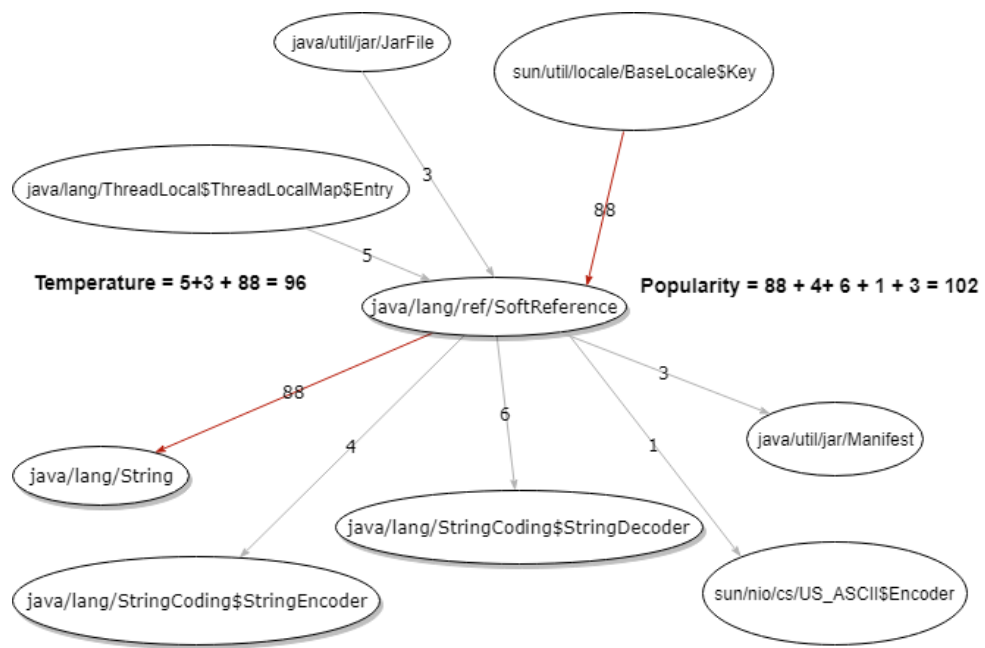 java/util/jar/JarFile
sun/util/locale/BaseLocale$Key
3
java/lang/ThreadLocal$ThreadLocalMap$Entry
88
5
Temperature = 5+3 + 88 = 96
Popularity = 88 + 4+ 6 + 1 + 3 = 102
java/lang/ref/SoftReference
3
88
6
4
1
java/util/jar/Manifest
java/lang/String
java/lang/StringCoding$StringDecoder
sun/nio/cs/US_ASCII$Encoder
java/lang/StringCoding$StringEncoder